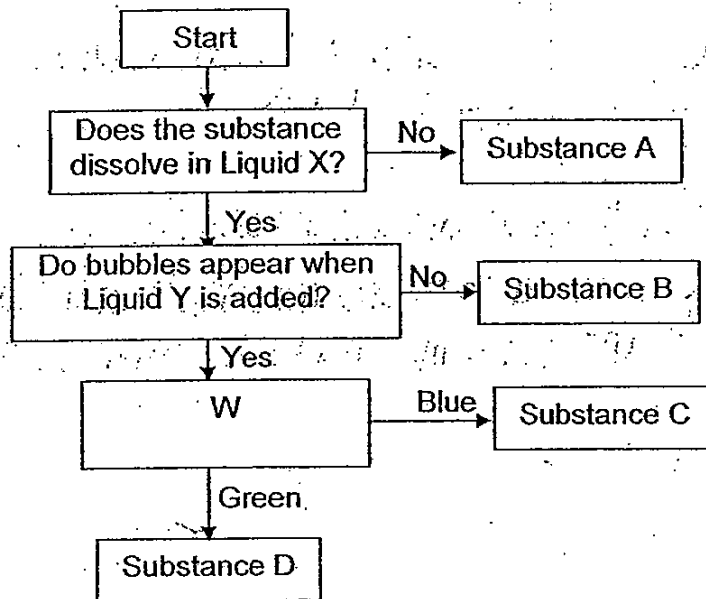 Start
Does the substance
dissolve in Liquid X?
No
Substance A
Yes
Do bubbles appear when
Liquid Y is added?
No
Substance B
Yes
W
Blue
Substance C
Green
Substance D